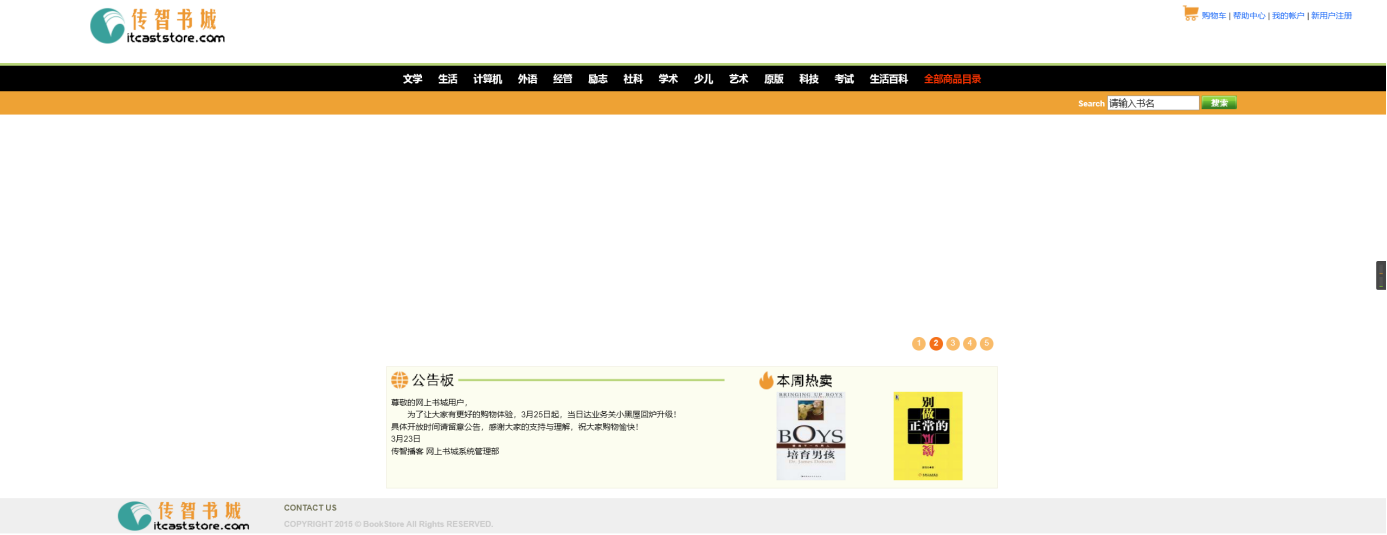 传智书城
itcaststore.com
购物车 | 帮助中心 | 我的帐户 | 新用户注册
文学 生活 计算机 外语 经管 励志 社科 学术 少儿 艺术 原版 科技 考试 生活百科 全部商品目录
Search 请输入书名 搜索
1 2 3 4 5
公告板
尊敬的网上书城用户，
为了让大家有更好的购物体验，3月25日起，当日达业务关小黑屋回炉升级！
具体开放时间请留意公告，感谢大家的支持与理解，祝大家购物愉快！
3月23日
传智播客 网上书城系统管理部
本周热卖
BRINGING UP BOYS
BOYS
培育男孩
别做正常的傻瓜
传智书城
itcaststore.com
CONTACT US
COPYRIGHT 2015 © BookStore All Rights RESERVED.